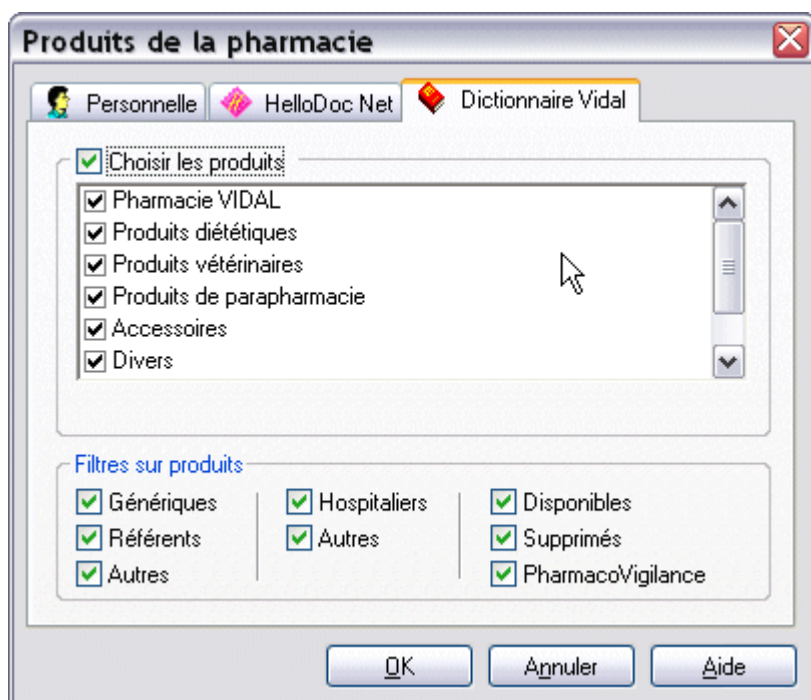 Produits de la pharmacie
Personnelle HelloDoc Net Dictionnaire Vidal
Choisir les produits
Pharmacie VIDAL
Produits diététiques
Produits vétérinaires
Produits de parapharmacie
Accessoires
Divers
Filtres sur produits
Génériques Hospitaliers Disponibles
Référents Autres Supprimés
Autres PharmacoVigilance
OK Annuler Aide